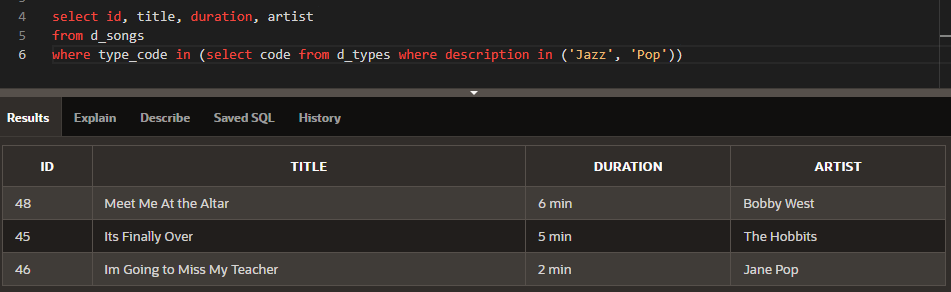 4 select id, title, duration, artist
5 from d_songs
6 where type_code in (select code from d_types where description in ('Jazz', 'Pop'))
Results Explain Describe Saved SQL History
ID TITLE DURATION ARTIST
48 Meet Me At the Altar 6 min Bobby West
45 Its Finally Over 5 min The Hobbits
46 Im Going to Miss My Teacher 2 min Jane Pop